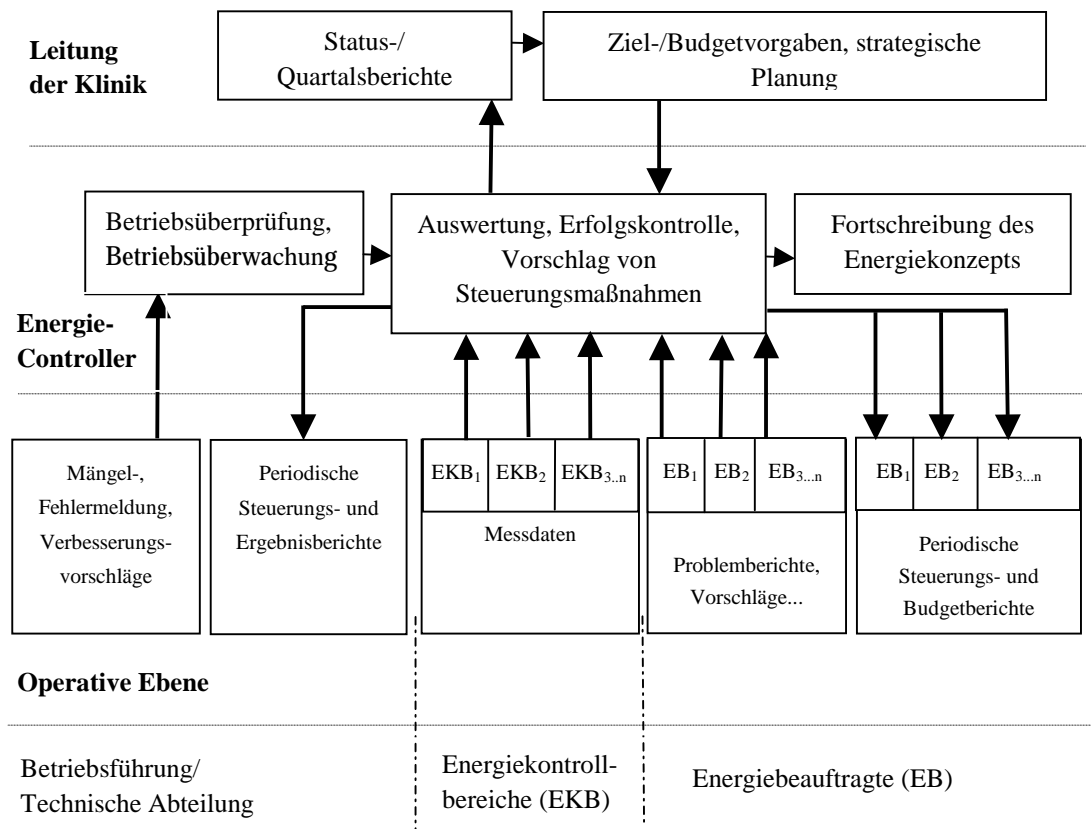 Leitung
der Klinik
Status-/
Quartalsberichte
Ziel-/Budgetvorgaben, strategische
Planung
Betriebsüberprüfung,
Betriebsüberwachung
Auswertung, Erfolgskontrolle,
Vorschlag von
Steuerungsmaßnahmen
Fortschreibung des
Energiekonzepts
Energie-
Controller
Mängel-,
Fehlermeldung,
Verbesserungs-
vorschläge
Periodische
Steuerungs- und
Ergebnisberichte
EKB₁ EKB₂ EKB₃..ₙ
Messdaten
EB₁ EB₂ EB₃...ₙ
Problemberichte,
Vorschläge...
EB₁ EB₂ EB₃...ₙ
Periodische
Steuerungs- und
Budgetberichte
Operative Ebene
Betriebsführung/
Technische Abteilung
Energiekontroll-
bereiche (EKB)
Energiebeauftragte (EB)